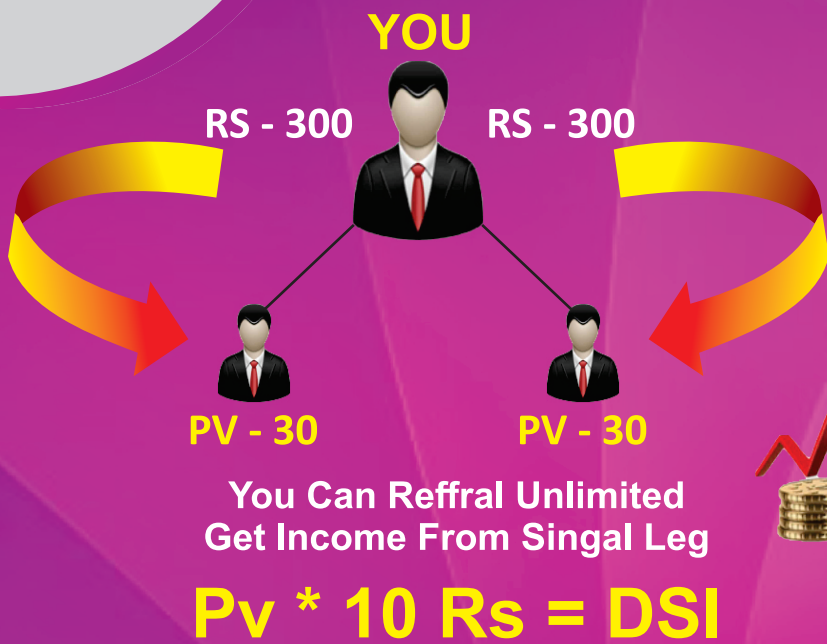 YOU
RS - 300
RS - 300
PV - 30
PV - 30
You Can Reffral Unlimited
Get Income From Singal Leg
Pv * 10 Rs = DSI